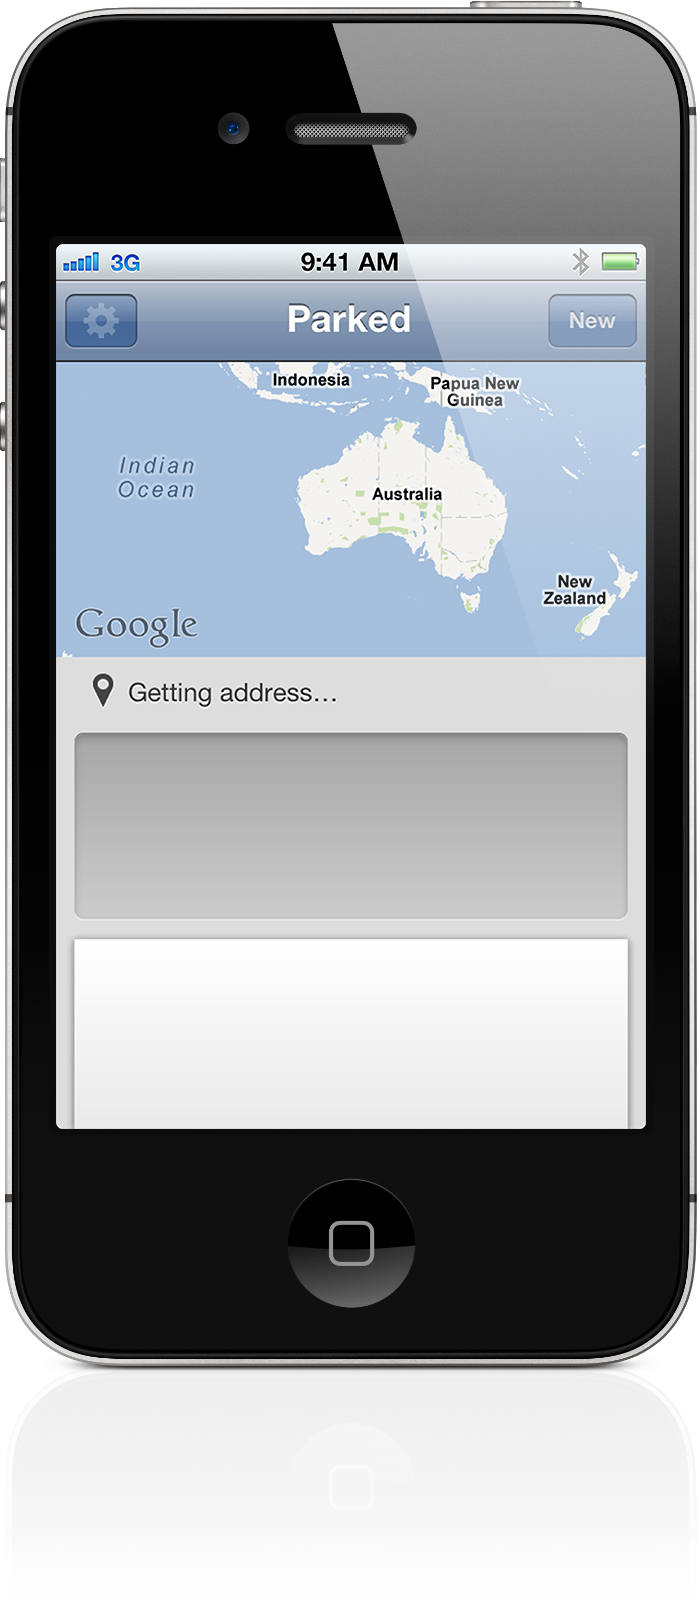 3G 9:41 AM
Parked New
Indonesia
Papua New
Guinea
Indian
Ocean
Australia
New
Zealand
Google
Getting address…